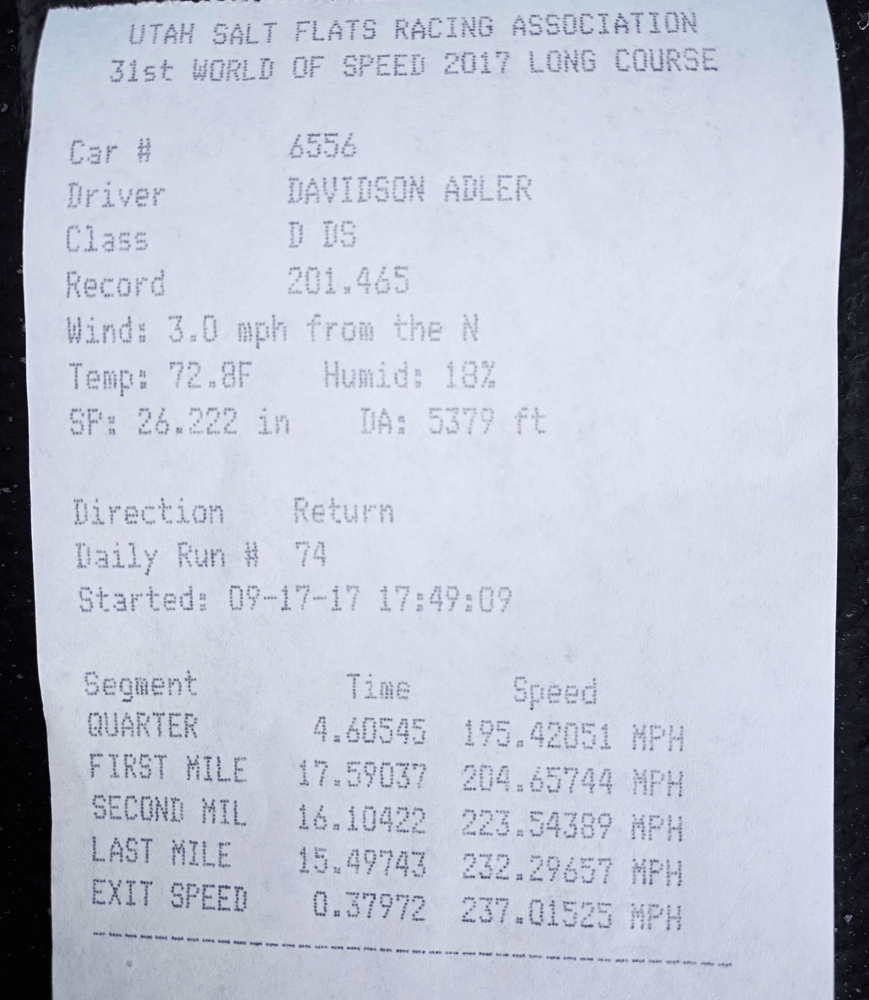 UTAH SALT FLATS RACING ASSOCIATION
31st WORLD OF SPEED 2017 LONG COURSE
Car # 6556
Driver DAVIDSON ADLER
Class D DS
Record 201.465
Wind: 3.0 mph from the N
Temp: 72.8F Humid: 18%
SP: 26.222 in DA: 5379 ft
Direction Return
Daily Run # 74
Started: 09-17-17 17:49:09
Segment Time Speed
QUARTER 4.60545 195.42051 MPH
FIRST MILE 17.59037 204.65744 MPH
SECOND MIL 16.10422 223.54389 MPH
LAST MILE 15.49743 232.29657 MPH
EXIT SPEED 0.37972 237.01525 MPH